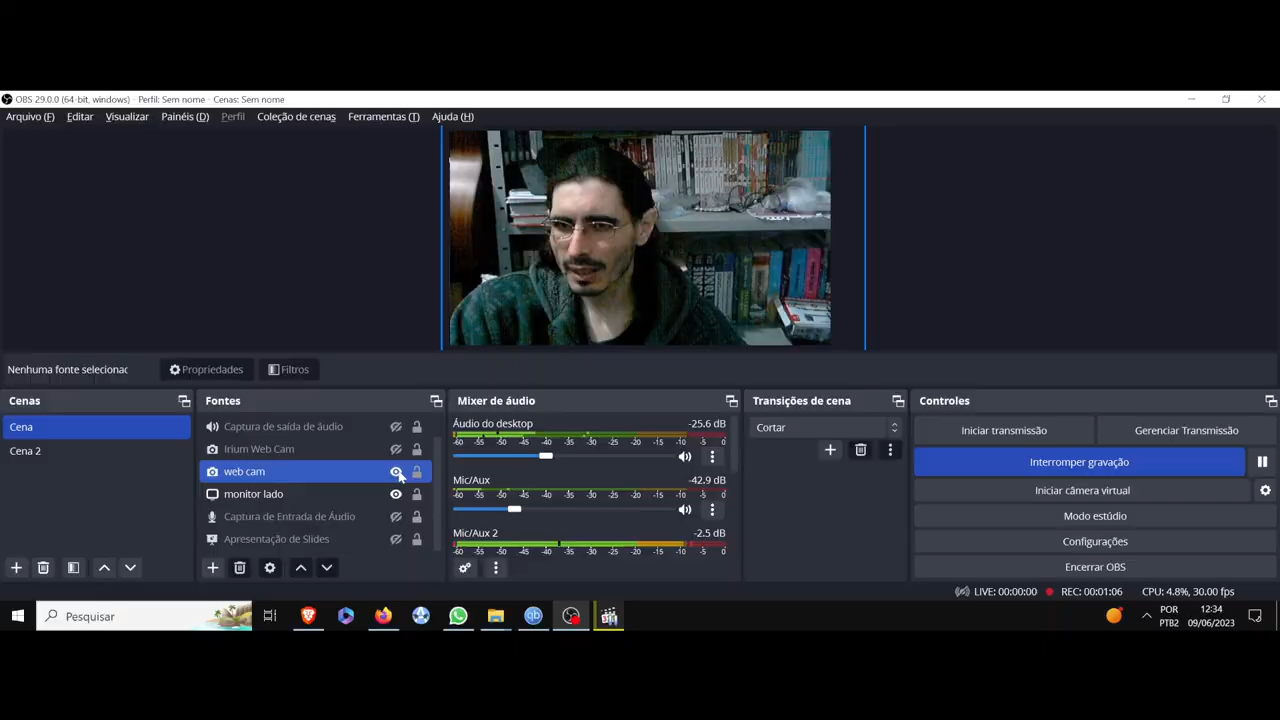 OBS 29.0.0 (64-bit, windows) - Perfil: Sem nome - Cenas: Sem nome
Arquivo (F) Editar Visualizar Painéis (D) Perfil Coleção de cenas Ferramentas (T) Ajuda (H)
Nenhuma fonte selecionac Propriedades Filtros
Cenas
Cena
Cena 2
Fontes
Captura de saída de áudio
Irium Web Cam
web cam
monitor lado
Captura de Entrada de Áudio
Apresentação de Slides
Mixer de áudio
Áudio do desktop -25.6 dB
-60 -55 -50 -45 -40 -35 -30 -25 -20 -15 -10 -5 0
Mic/Aux -42.9 dB
-60 -55 -50 -45 -40 -35 -30 -25 -20 -15 -10 -5 0
Mic/Aux 2 -2.5 dB
-60 -55 -50 -45 -40 -35 -30 -25 -20 -15 -10 -5 0
Transições de cena
Cortar
Controles
Iniciar transmissão Gerenciar Transmissão
Interromper gravação
Iniciar câmera virtual
Modo estúdio
Configurações
Encerrar OBS
LIVE: 00:00:00 REC: 00:01:06 CPU: 4.8%, 30.00 fps
Pesquisar
qb
POR
PTB2
12:34
09/06/2023